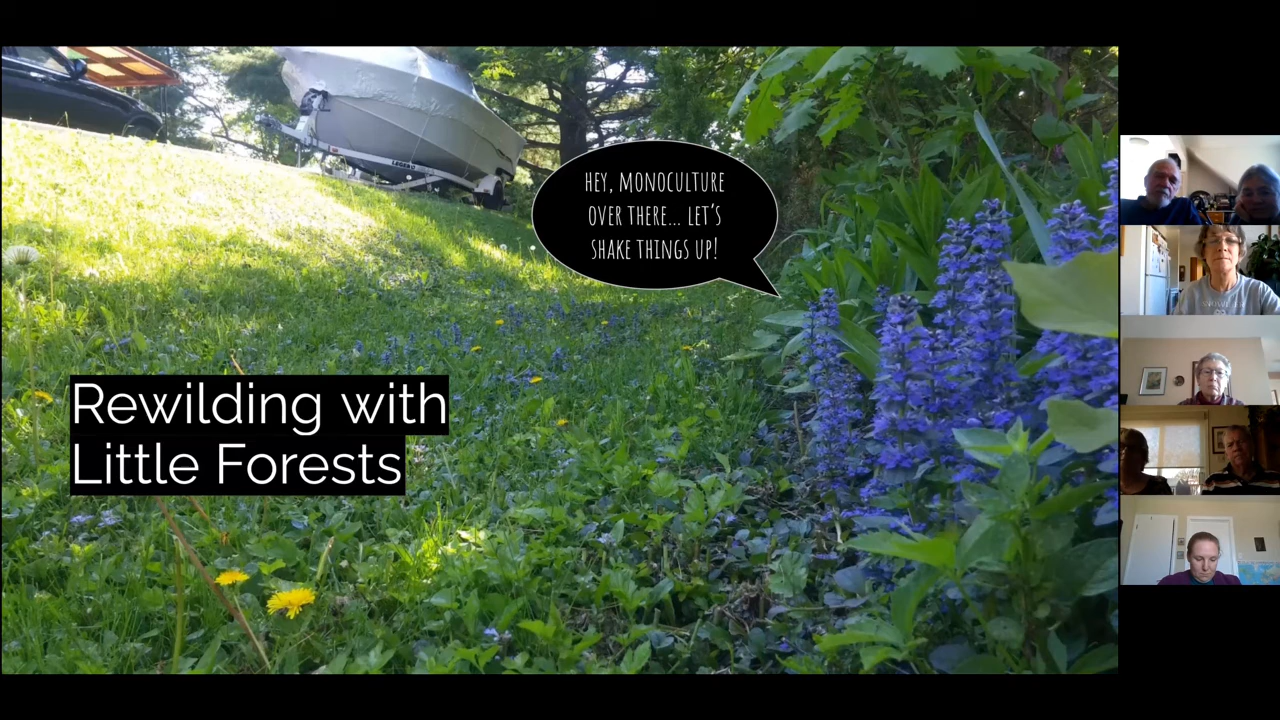 HEY, MONOCULTURE
OVER THERE... LET'S
SHAKE THINGS UP!
Rewilding with
Little Forests